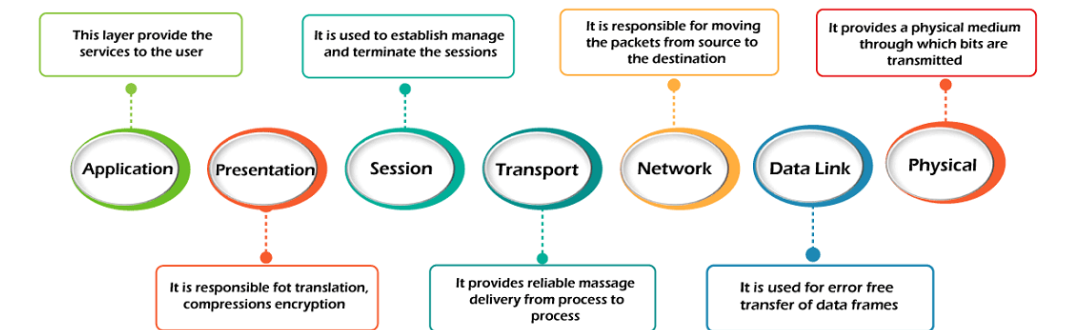 This layer provide the
services to the user
It is used to establish manage
and terminate the sessions
It is responsible for moving
the packets from source to
the destination
It provides a physical medium
through which bits are
transmitted
Application
Presentation
Session
Transport
Network
Data Link
Physical
It is responsible fot translation,
compressions encryption
It provides reliable massage
delivery from process to
process
It is used for error free
transfer of data frames